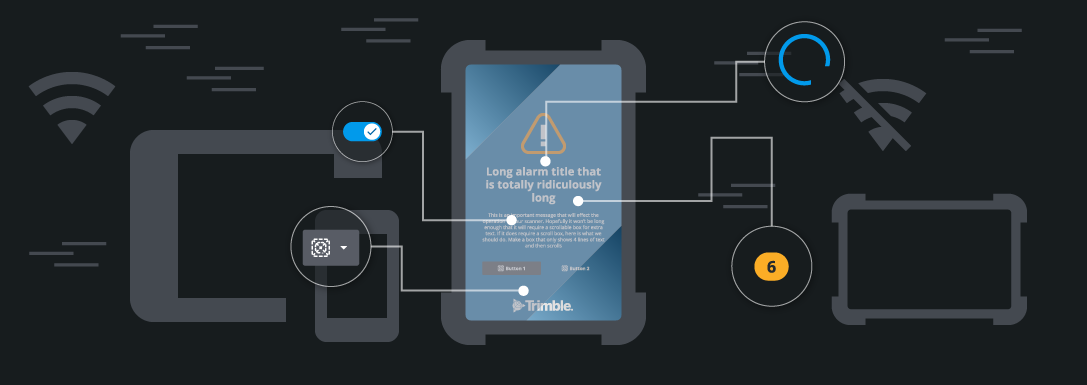 Long alarm title that
is totally ridiculously
long
This is an important message that will effect the
operation your scanner. Hopefully it won't be long
enough that it will require a scrollable box for extra
text. If it does require a scroll box, here is what we
should do. Make a box that only shows 4 lines of text
and then scrolls
Button 1 Button 2
Trimble.
6